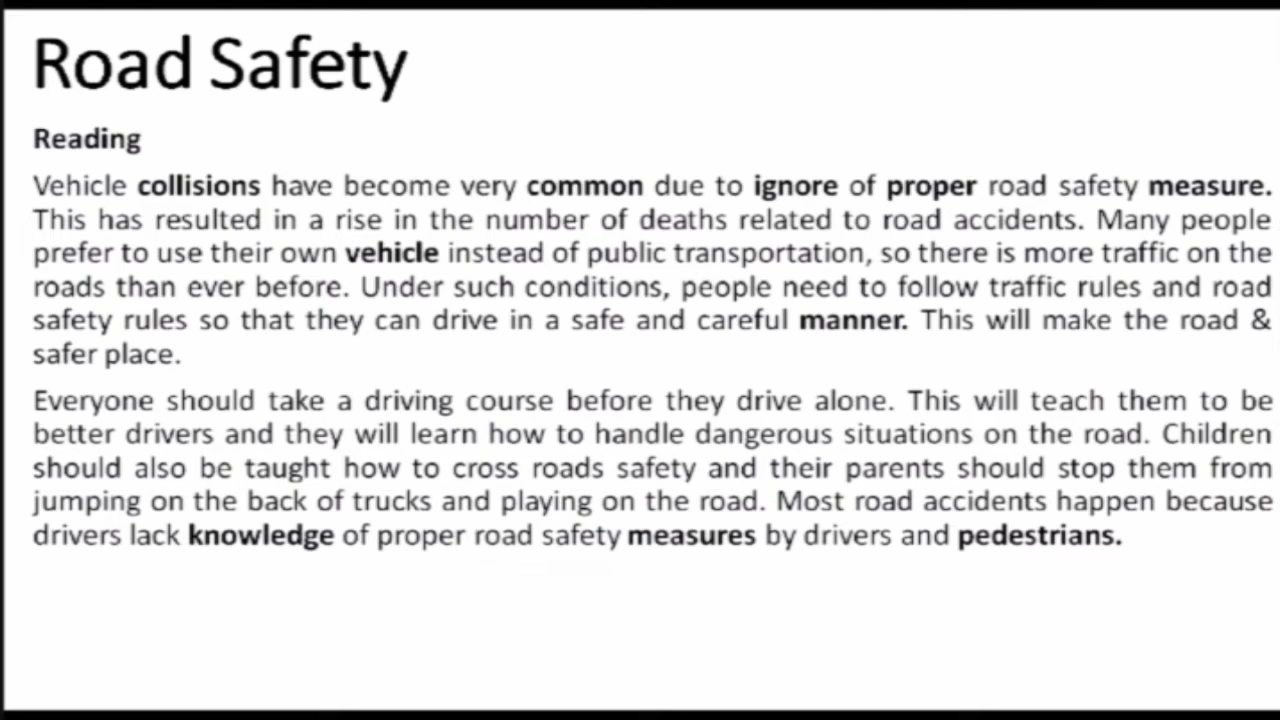 Road Safety
Reading
Vehicle collisions have become very common due to ignore of proper road safety measure.
This has resulted in a rise in the number of deaths related to road accidents. Many people
prefer to use their own vehicle instead of public transportation, so there is more traffic on the
roads than ever before. Under such conditions, people need to follow traffic rules and road
safety rules so that they can drive in a safe and careful manner. This will make the road &
safer place.
Everyone should take a driving course before they drive alone. This will teach them to be
better drivers and they will learn how to handle dangerous situations on the road. Children
should also be taught how to cross roads safety and their parents should stop them from
jumping on the back of trucks and playing on the road. Most road accidents happen because
drivers lack knowledge of proper road safety measures by drivers and pedestrians.